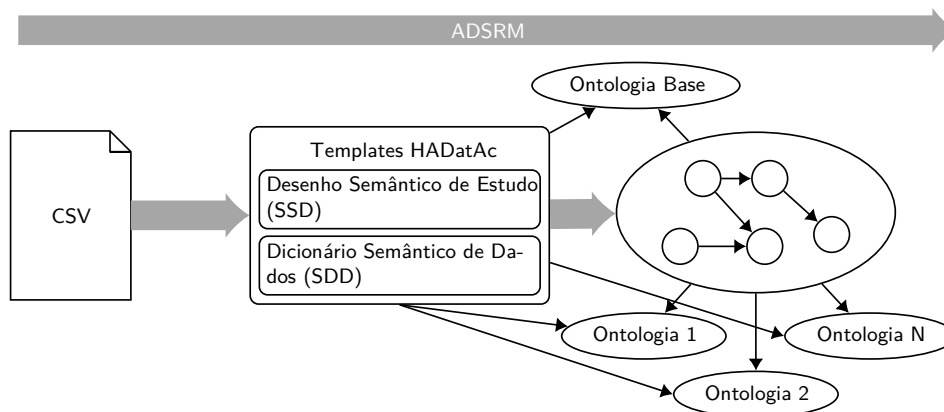 ADSRM
Ontologia Base
Templates HADatAc
Desenho Semântico de Estudo
(SSD)
CSV
Dicionário Semântico de Da-
dos (SDD)
Ontologia 1
Ontologia N
Ontologia 2